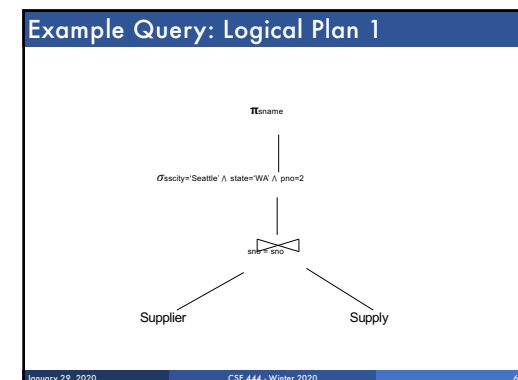 Example Query: Logical Plan 1
πsname
σsscity='Seattle' ∧ state='WA' ∧ pno=2
sno = sno
Supplier Supply
January 29, 2020 CSE 444 - Winter 2020 6